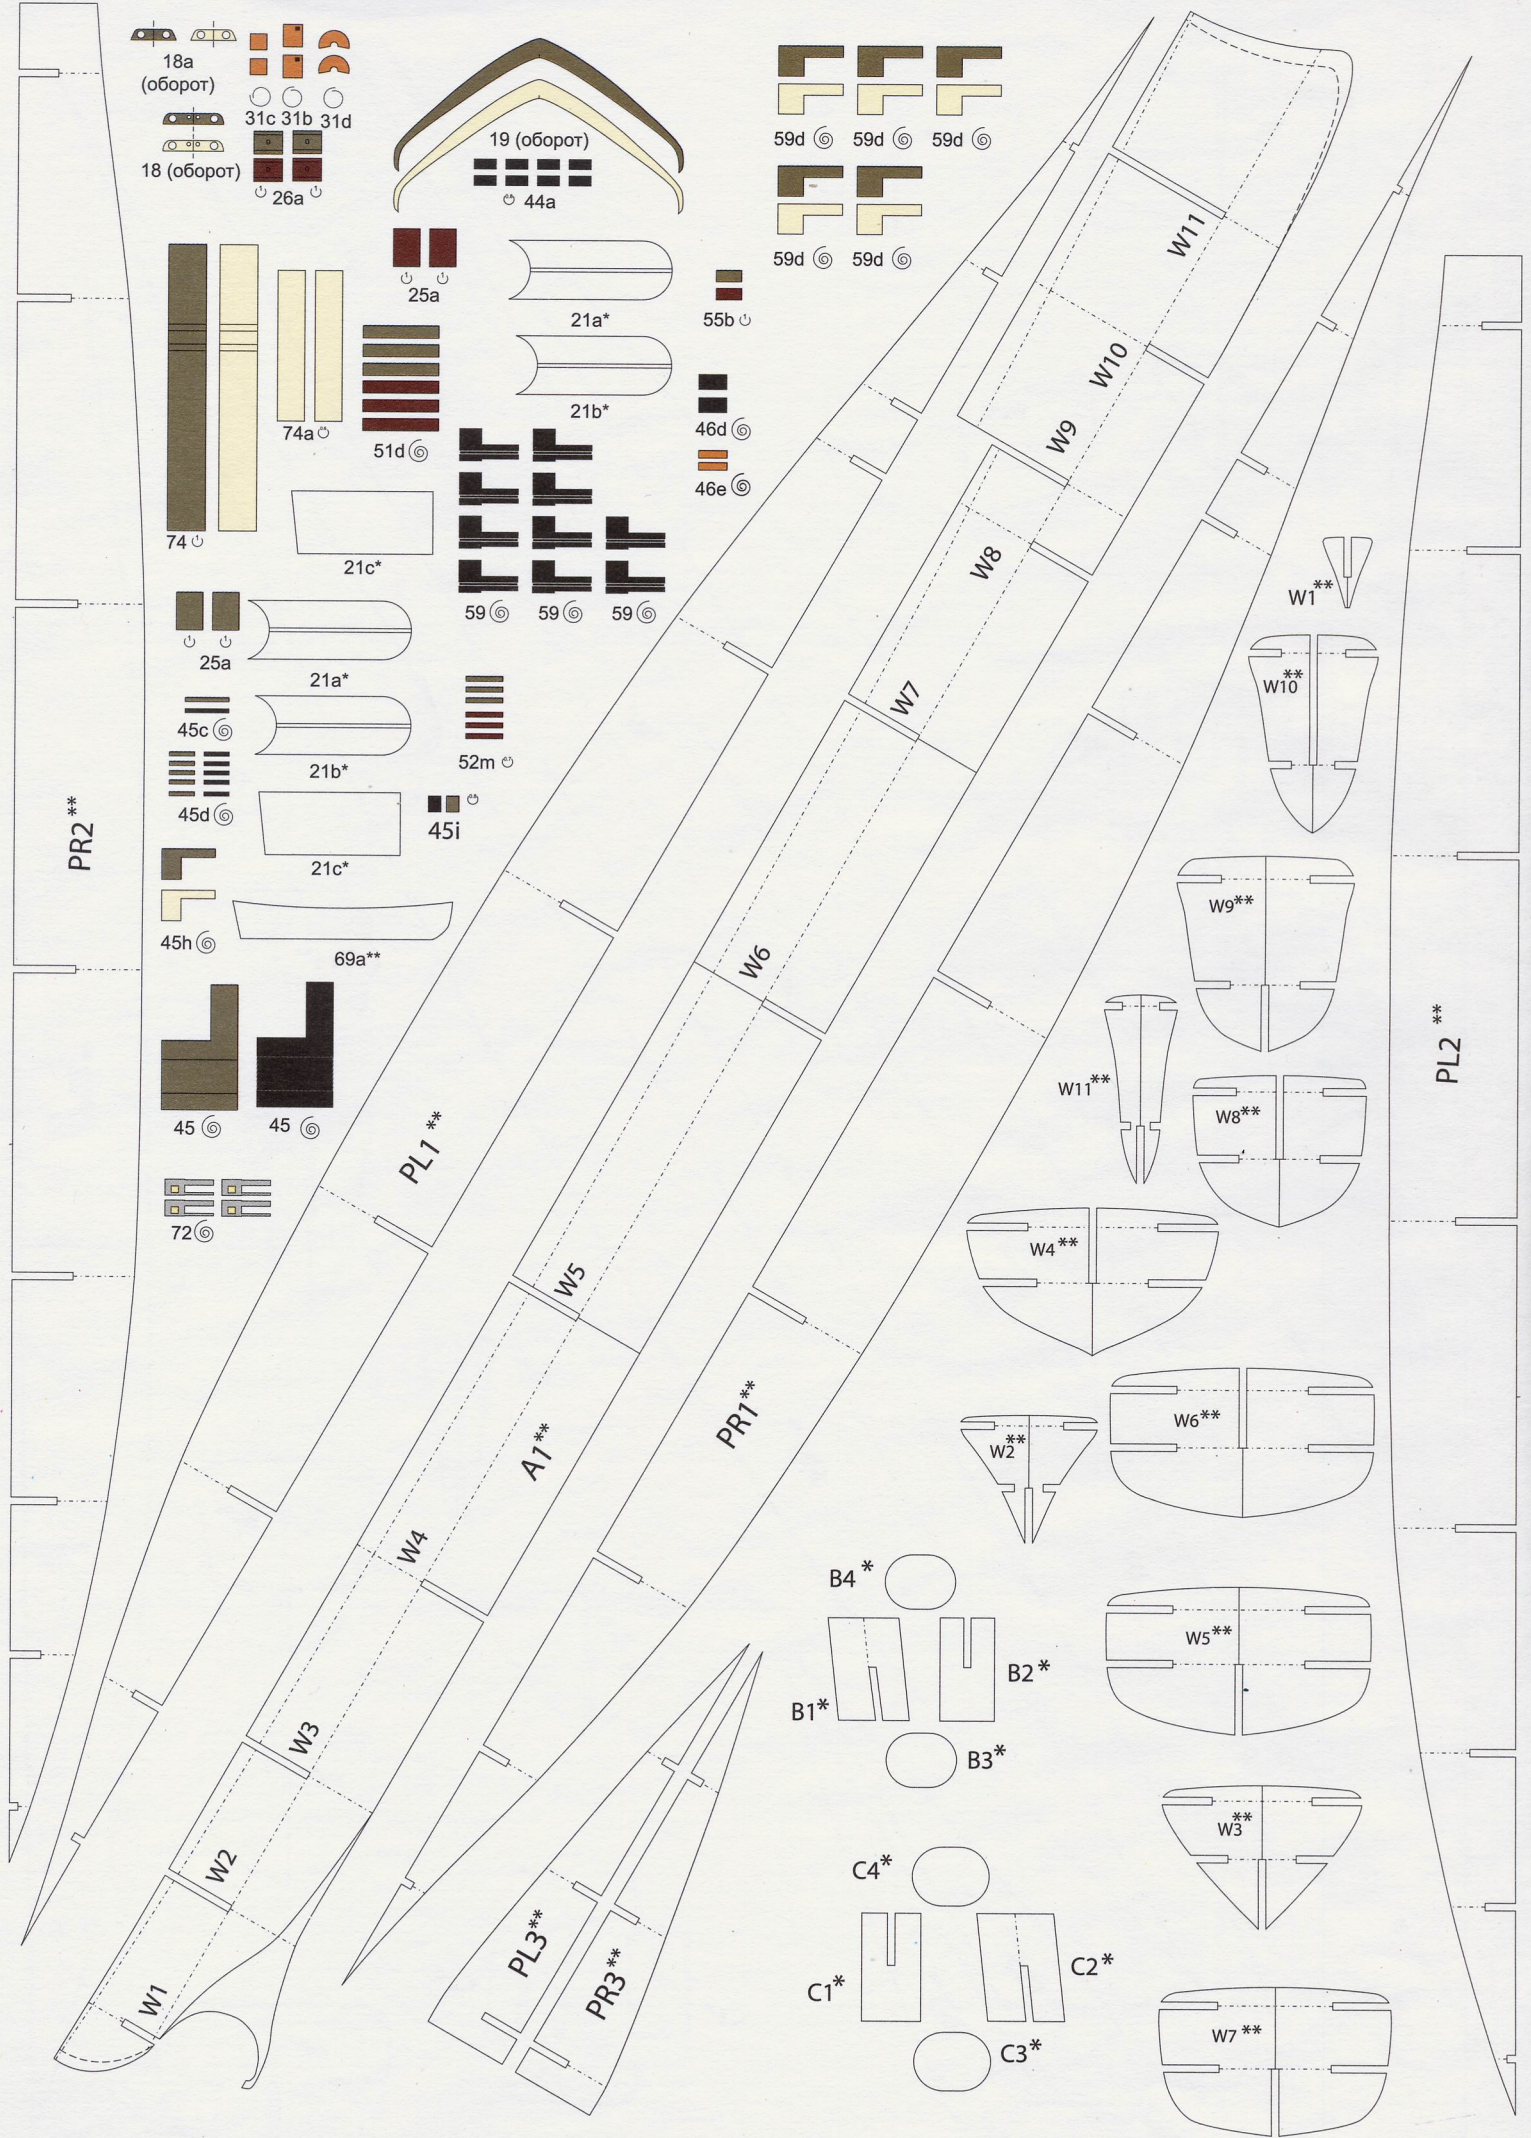 18a
(оборот)
31c 31b 31d
18 (оборот)
26a
19 (оборот)
44a
59d 59d 59d
59d 59d
25a
21a*
55b
21b*
46d
46e
74a
51d
74
21c*
59 59 59
25a
21a*
45c
21b*
52m
45d
45i
21c*
45h
69a**
45 45
72
PR2**
PL1**
A1**
PR1**
PL3**
PR3**
PL2**
W11
W10
W9
W8
W7
W6
W5
W4
W3
W2
W1
W1**
W10**
W9**
W11**
W8**
W4**
W6**
W2**
W5**
W3**
W7**
B4*
B1*
B2*
B3*
C4*
C1*
C2*
C3*